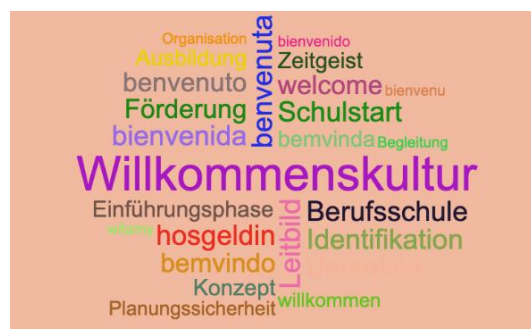 Organisation
bienvenido
Ausbildung
benvenuta
Zeitgeist
benvenuto
welcome
bienvenu
Förderung
Schulstart
bienvenida
bemvinda
Begleitung
Willkommenskultur
Einführungsphase
Leitbild
Berufsschule
hosgeldin
Identifikation
bemvindo
Konzept
willkommen
Planungssicherheit